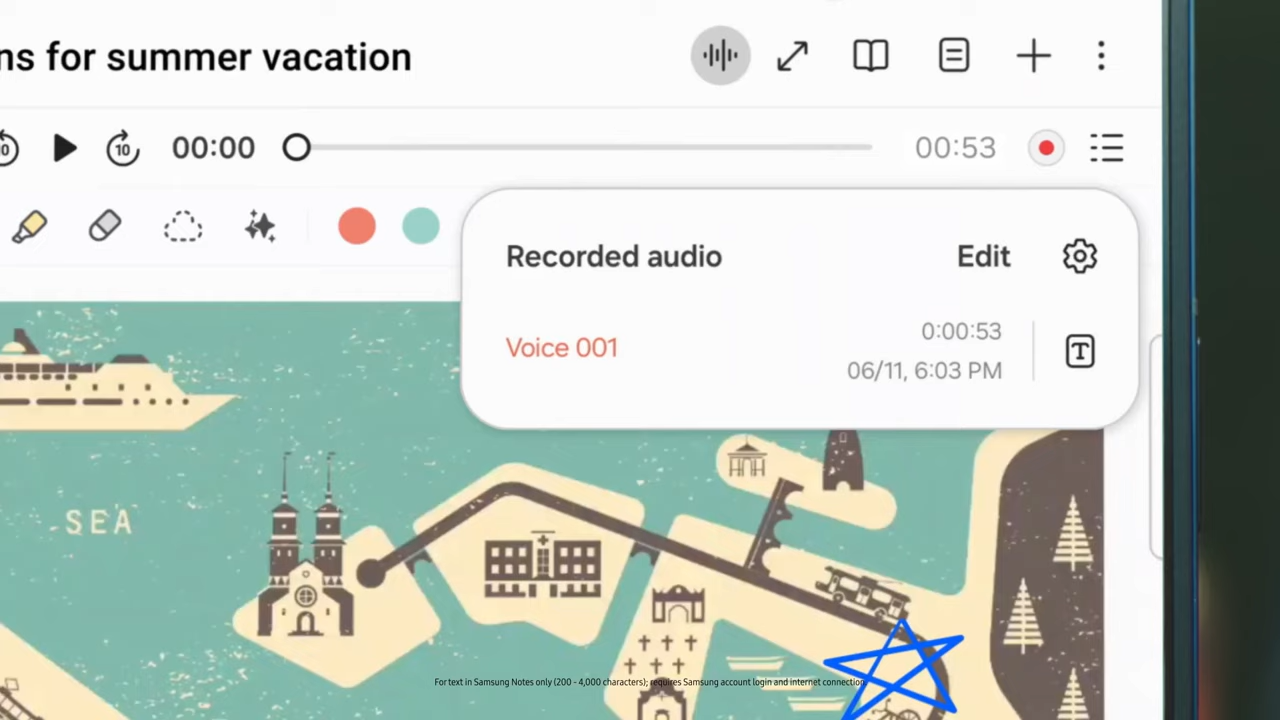 ns for summer vacation
10
10
00:00
00:53
Recorded audio
Edit
Voice 001
0:00:53
06/11, 6:03 PM
T
SEA
For text in Samsung Notes only (200 - 4,000 characters); requires Samsung account login and internet connection.